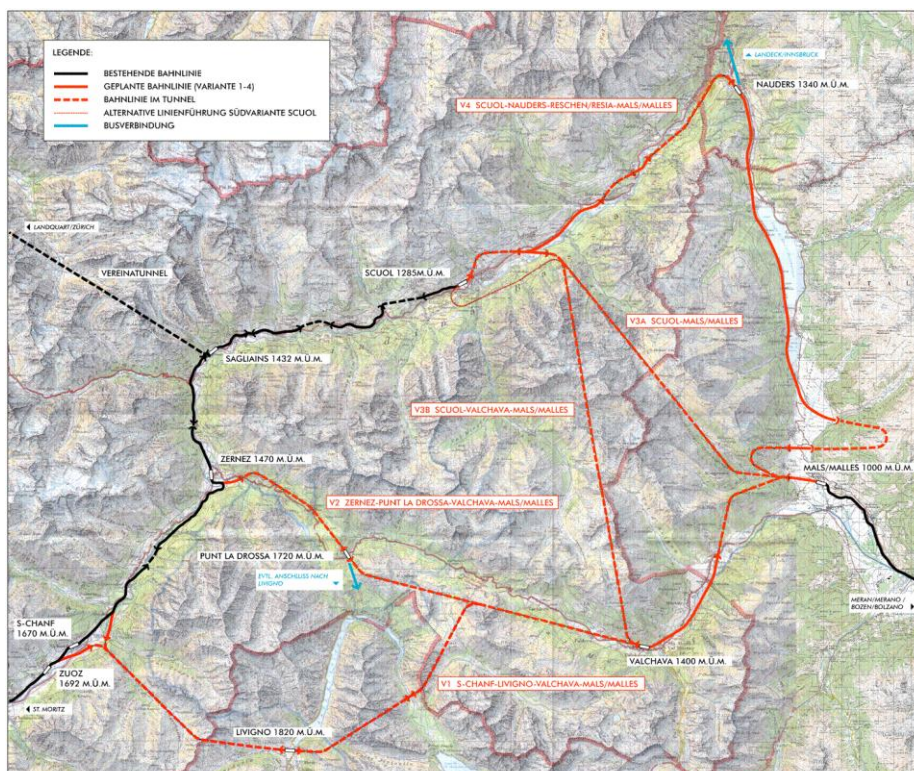 LEGENDE:
BESTEHENDE BAHNLINIE
GEPLANTE BAHNLINIE (VARIANTE 1-4)
BAHNLINIE IM TUNNEL
ALTERNATIVE LINIENFÜHRUNG SÜDVARIANTE SCUOL
BUSVERBINDUNG
LANDECK/INNSBRUCK
NAUDERS 1340 M.Ü.M.
V4 SCUOL-NAUDERS-RESCHEN/RESIA-MALS/MALLES
LANDQUART/ZÜRICH
VEREINATUNNEL
SCUOL 1285M.Ü.M.
V3A SCUOL-MALS/MALLES
SAGLIAINS 1432 M.Ü.M.
V3B SCUOL-VALCHAVA-MALS/MALLES
ZERNEZ 1470 M.Ü.M.
MALS/MALLES 1000 M.Ü.M.
V2 ZERNEZ-PUNT LA DROSSA-VALCHAVA-MALS/MALLES
PUNT LA DROSSA 1720 M.Ü.M.
EVTL. ANSCHLUSS NACH
LIVIGNO
MERAN/MERANO /
BOZEN/BOLZANO
S-CHANF
1670 M.Ü.M.
VALCHAVA 1400 M.Ü.M.
ZUOZ
1692 M.Ü.M.
V1 S-CHANF-LIVIGNO-VALCHAVA-MALS/MALLES
ST. MORITZ
LIVIGNO 1820 M.Ü.M.